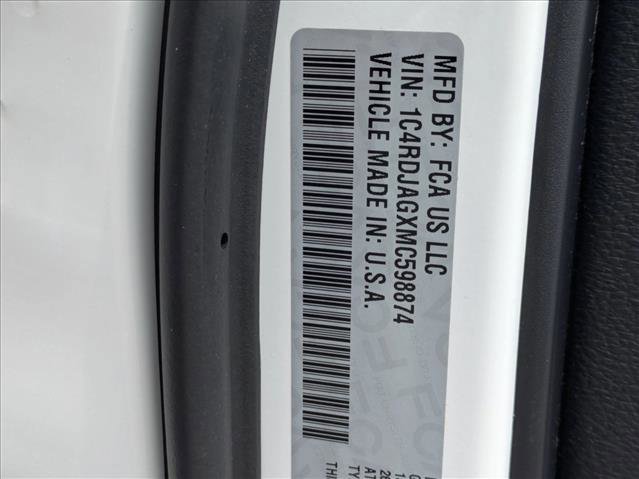 MFD BY: FCA US LLC
VIN: 1C4RDJAGXMC598874
VEHICLE MADE IN: U.S.A.